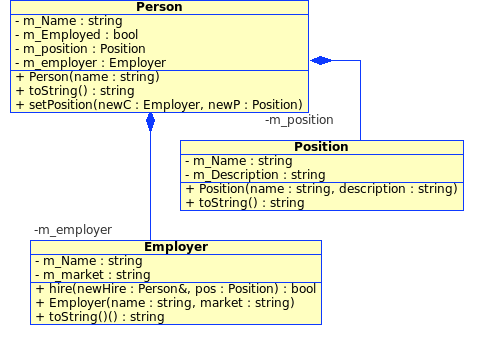 Person
- m_Name : string
- m_Employed : bool
- m_position : Position
- m_employer : Employer
+ Person(name : string)
+ toString() : string
+ setPosition(newC : Employer, newP : Position)
-m_position
Position
- m_Name : string
- m_Description : string
+ Position(name : string, description : string)
+ toString() : string
-m_employer
Employer
- m_Name : string
- m_market : string
+ hire(newHire : Person&, pos : Position) : bool
+ Employer(name : string, market : string)
+ toString()() : string